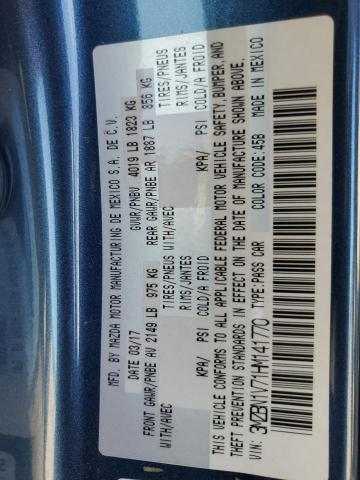 MFD. BY MAZDA MOTOR MANUFACTURING DE MEXICO S.A. DE C.V.
DATE 03/17 GVWR/PNBV 4019 LB 1823 KG
FRONT GAWR/PNBE AV 2149 LB 975 KG REAR GAWR/PNBE AR 1887 LB 856 KG
WITH/AVEC TIRES/PNEUS WITH/AVEC TIRES/PNEUS
RIMS/JANTES RIMS/JANTES
KPA/ PSI COLD/A FROID KPA/ PSI COLD/A FROID
THIS VEHICLE CONFORMS TO ALL APPLICABLE FEDERAL MOTOR VEHICLE SAFETY, BUMPER, AND
THEFT PREVENTION STANDARDS IN EFFECT ON THE DATE OF MANUFACTURE SHOWN ABOVE.
VIN: 3MZBN1V71HM141770 TYPE:PASS CAR COLOR CODE: 45B MADE IN MEXICO